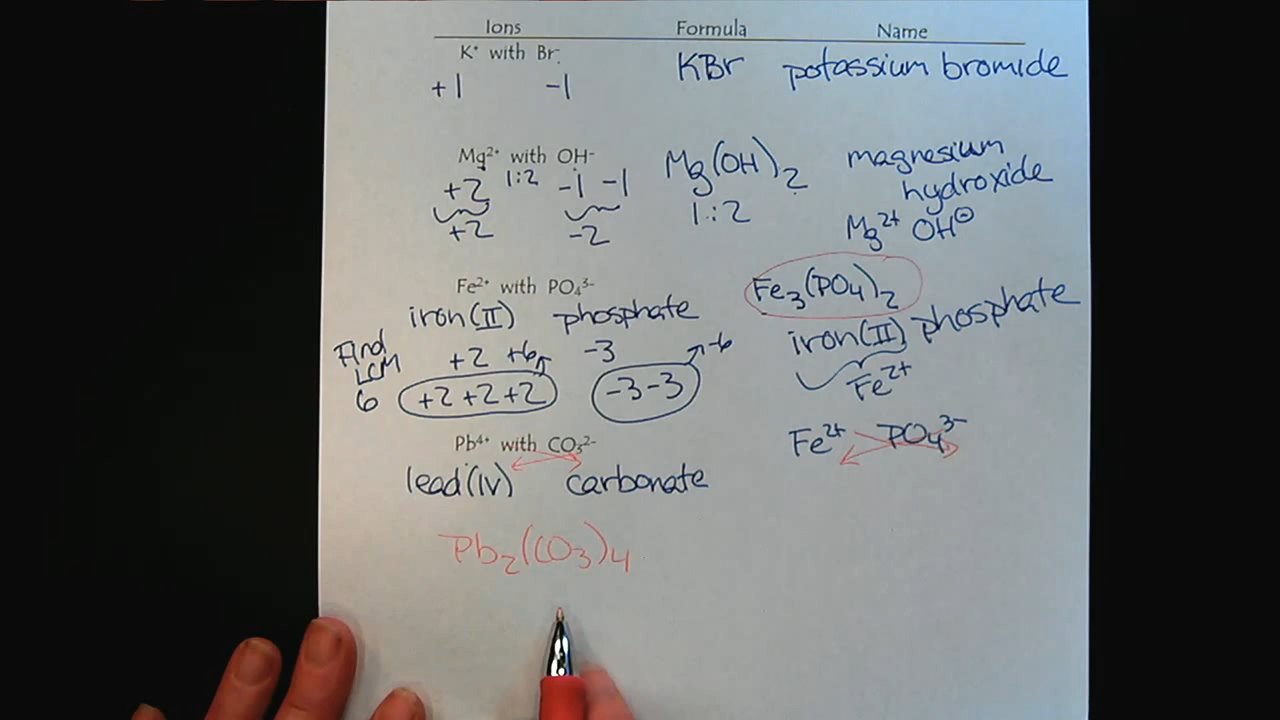 Ions Formula Name
K⁺ with Br⁻ KBr potassium bromide
+1 -1
Mg²⁺ with OH⁻ Mg(OH)₂ magnesium
hydroxide
+2 1:2 -1 -1 1:2
+2 -2 Mg²⁺ OH⊖
Fe²⁺ with PO₄³⁻ Fe₃(PO₄)₂
iron(II) phosphate iron(II) phosphate
Find +2 +6 -3 -6
LCM Fe²⁺
6 +2 +2 +2 -3 -3
Pb⁴⁺ with CO₃²⁻ Fe²⁺ PO₄³⁻
lead(IV) carbonate
Pb₂(CO₃)₄